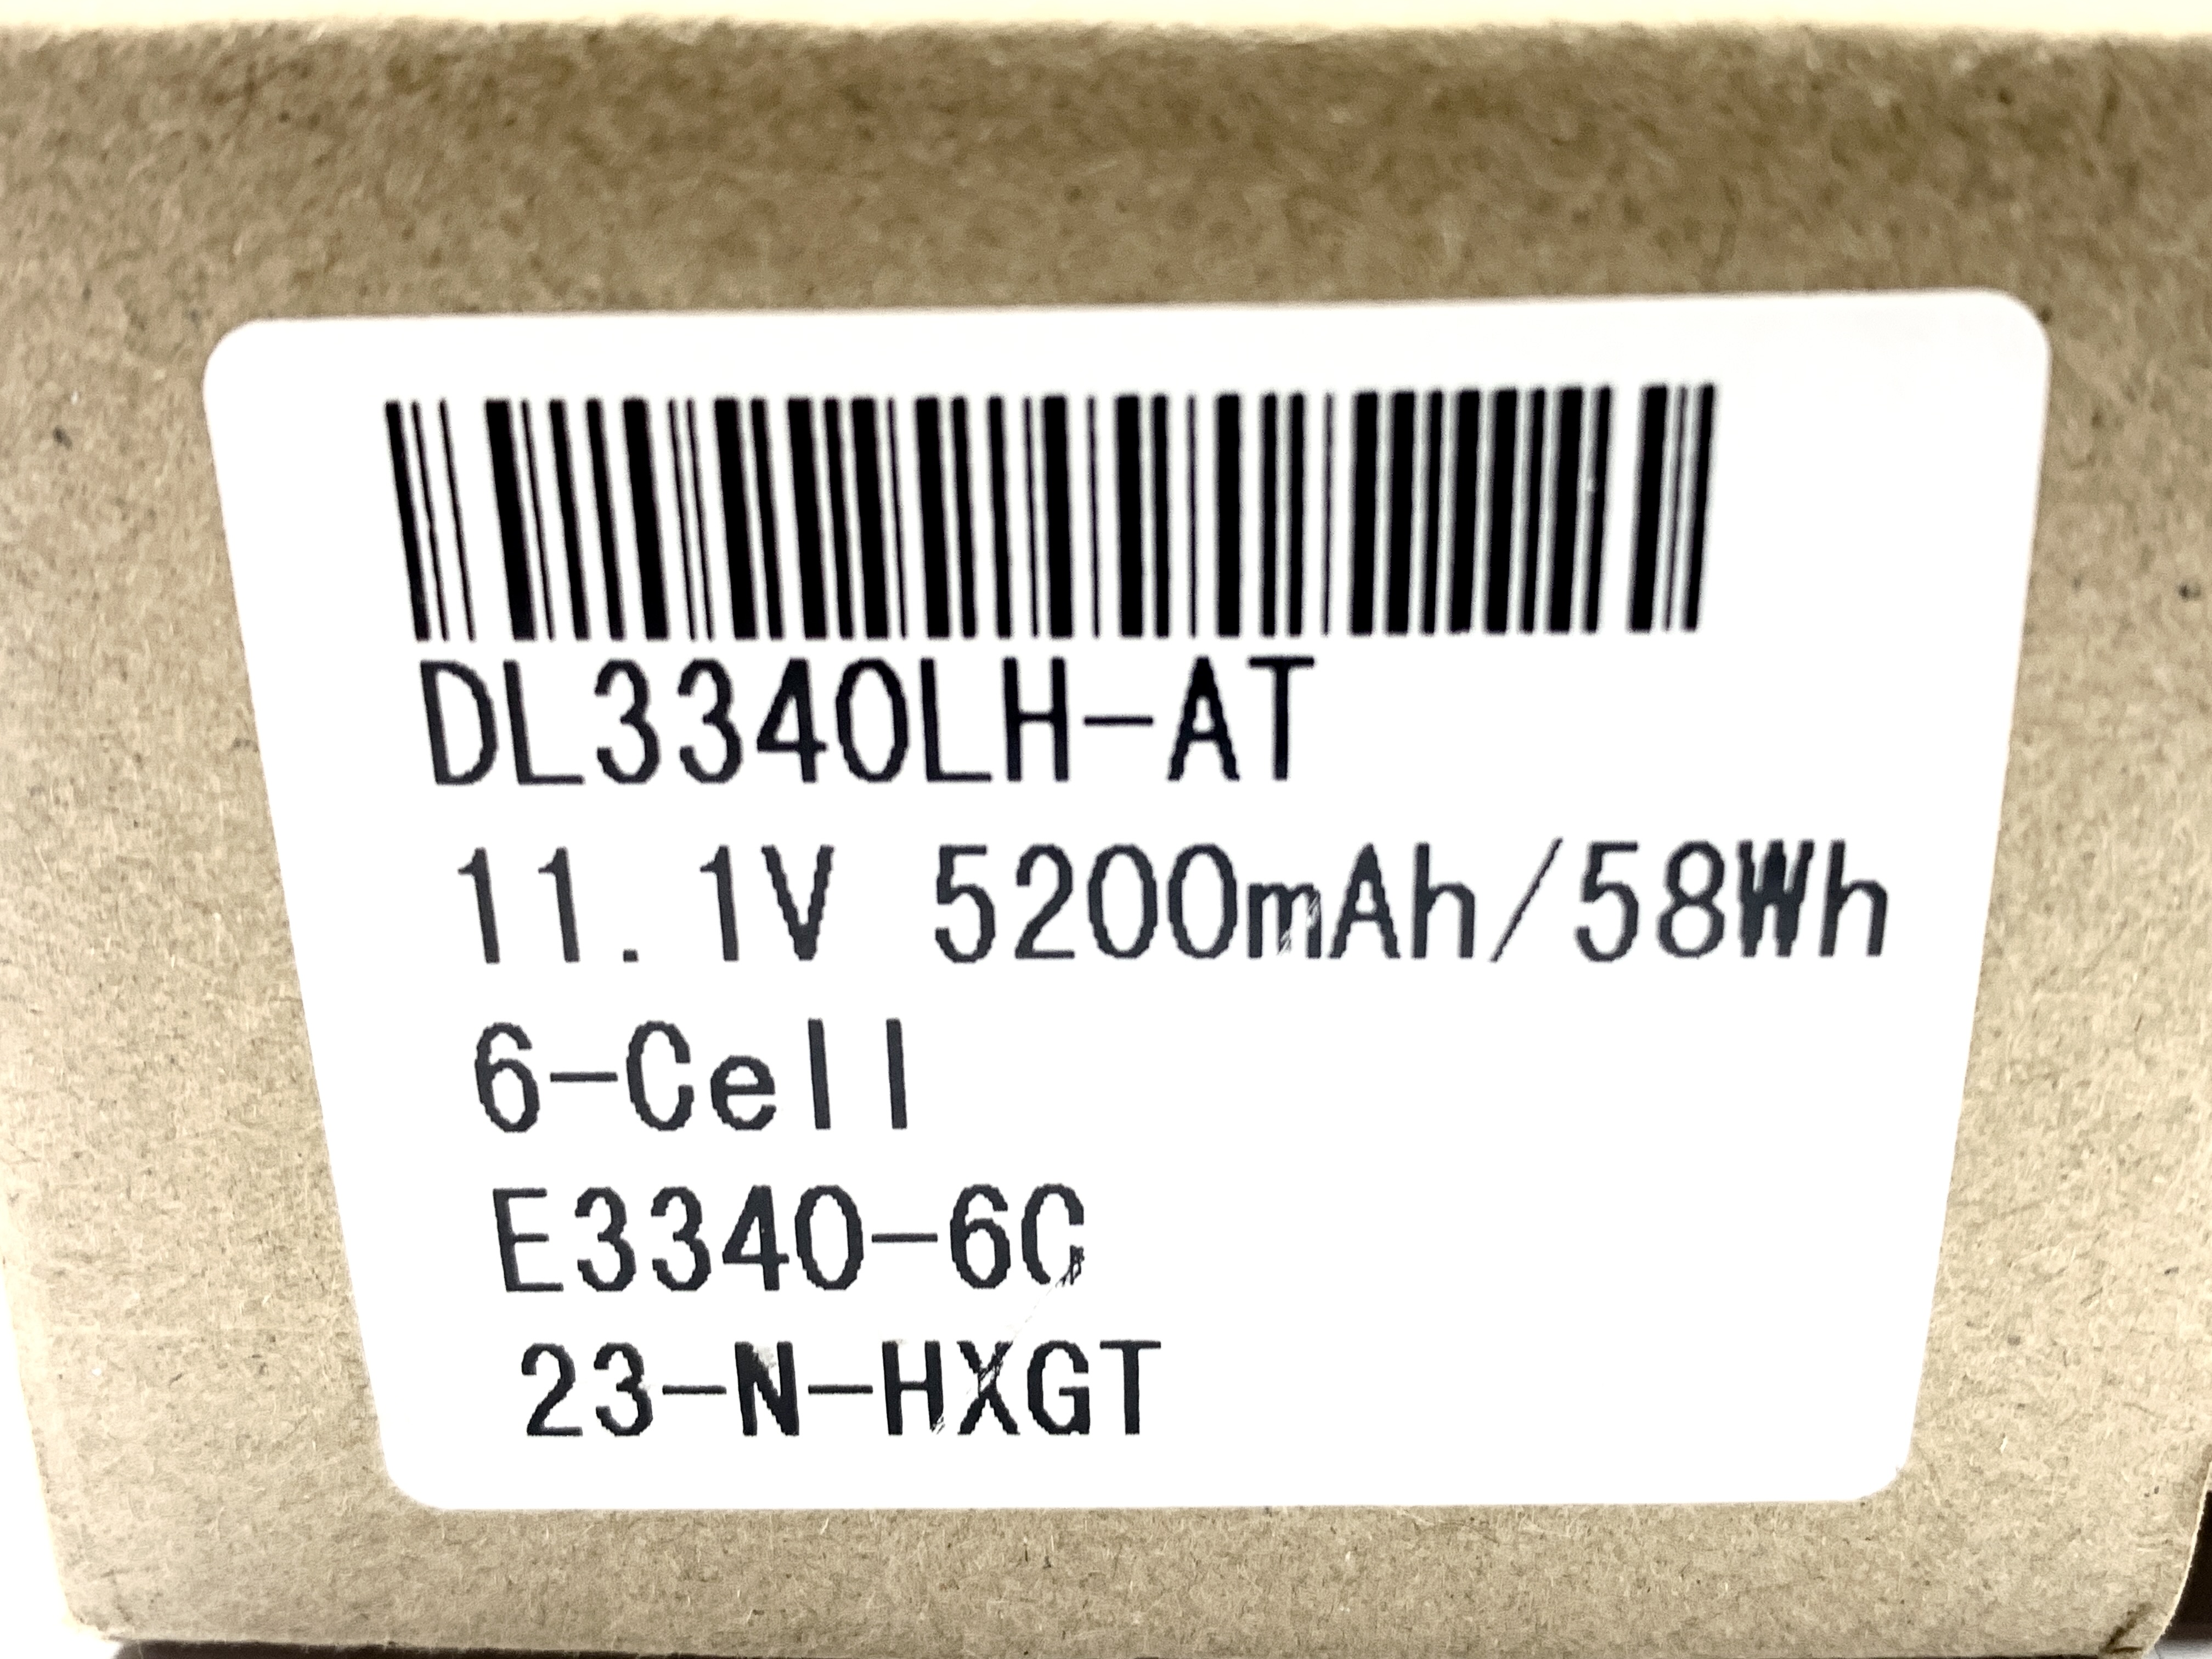 DL3340LH-AT
11.1V 5200mAh/58Wh
6-Cell
E3340-6C
23-N-HXGT